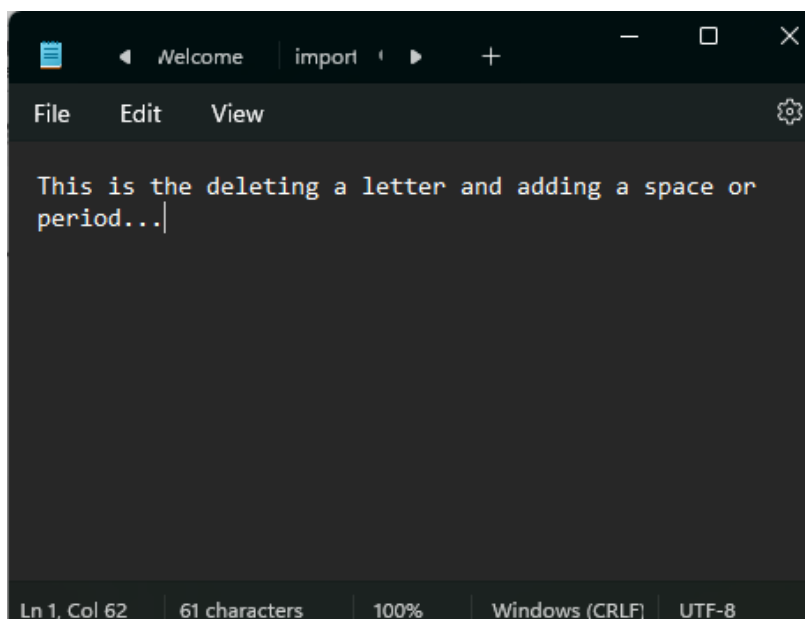 Welcome import
File Edit View
This is the deleting a letter and adding a space or
period...
Ln 1, Col 62 61 characters 100% Windows (CRLF) UTF-8